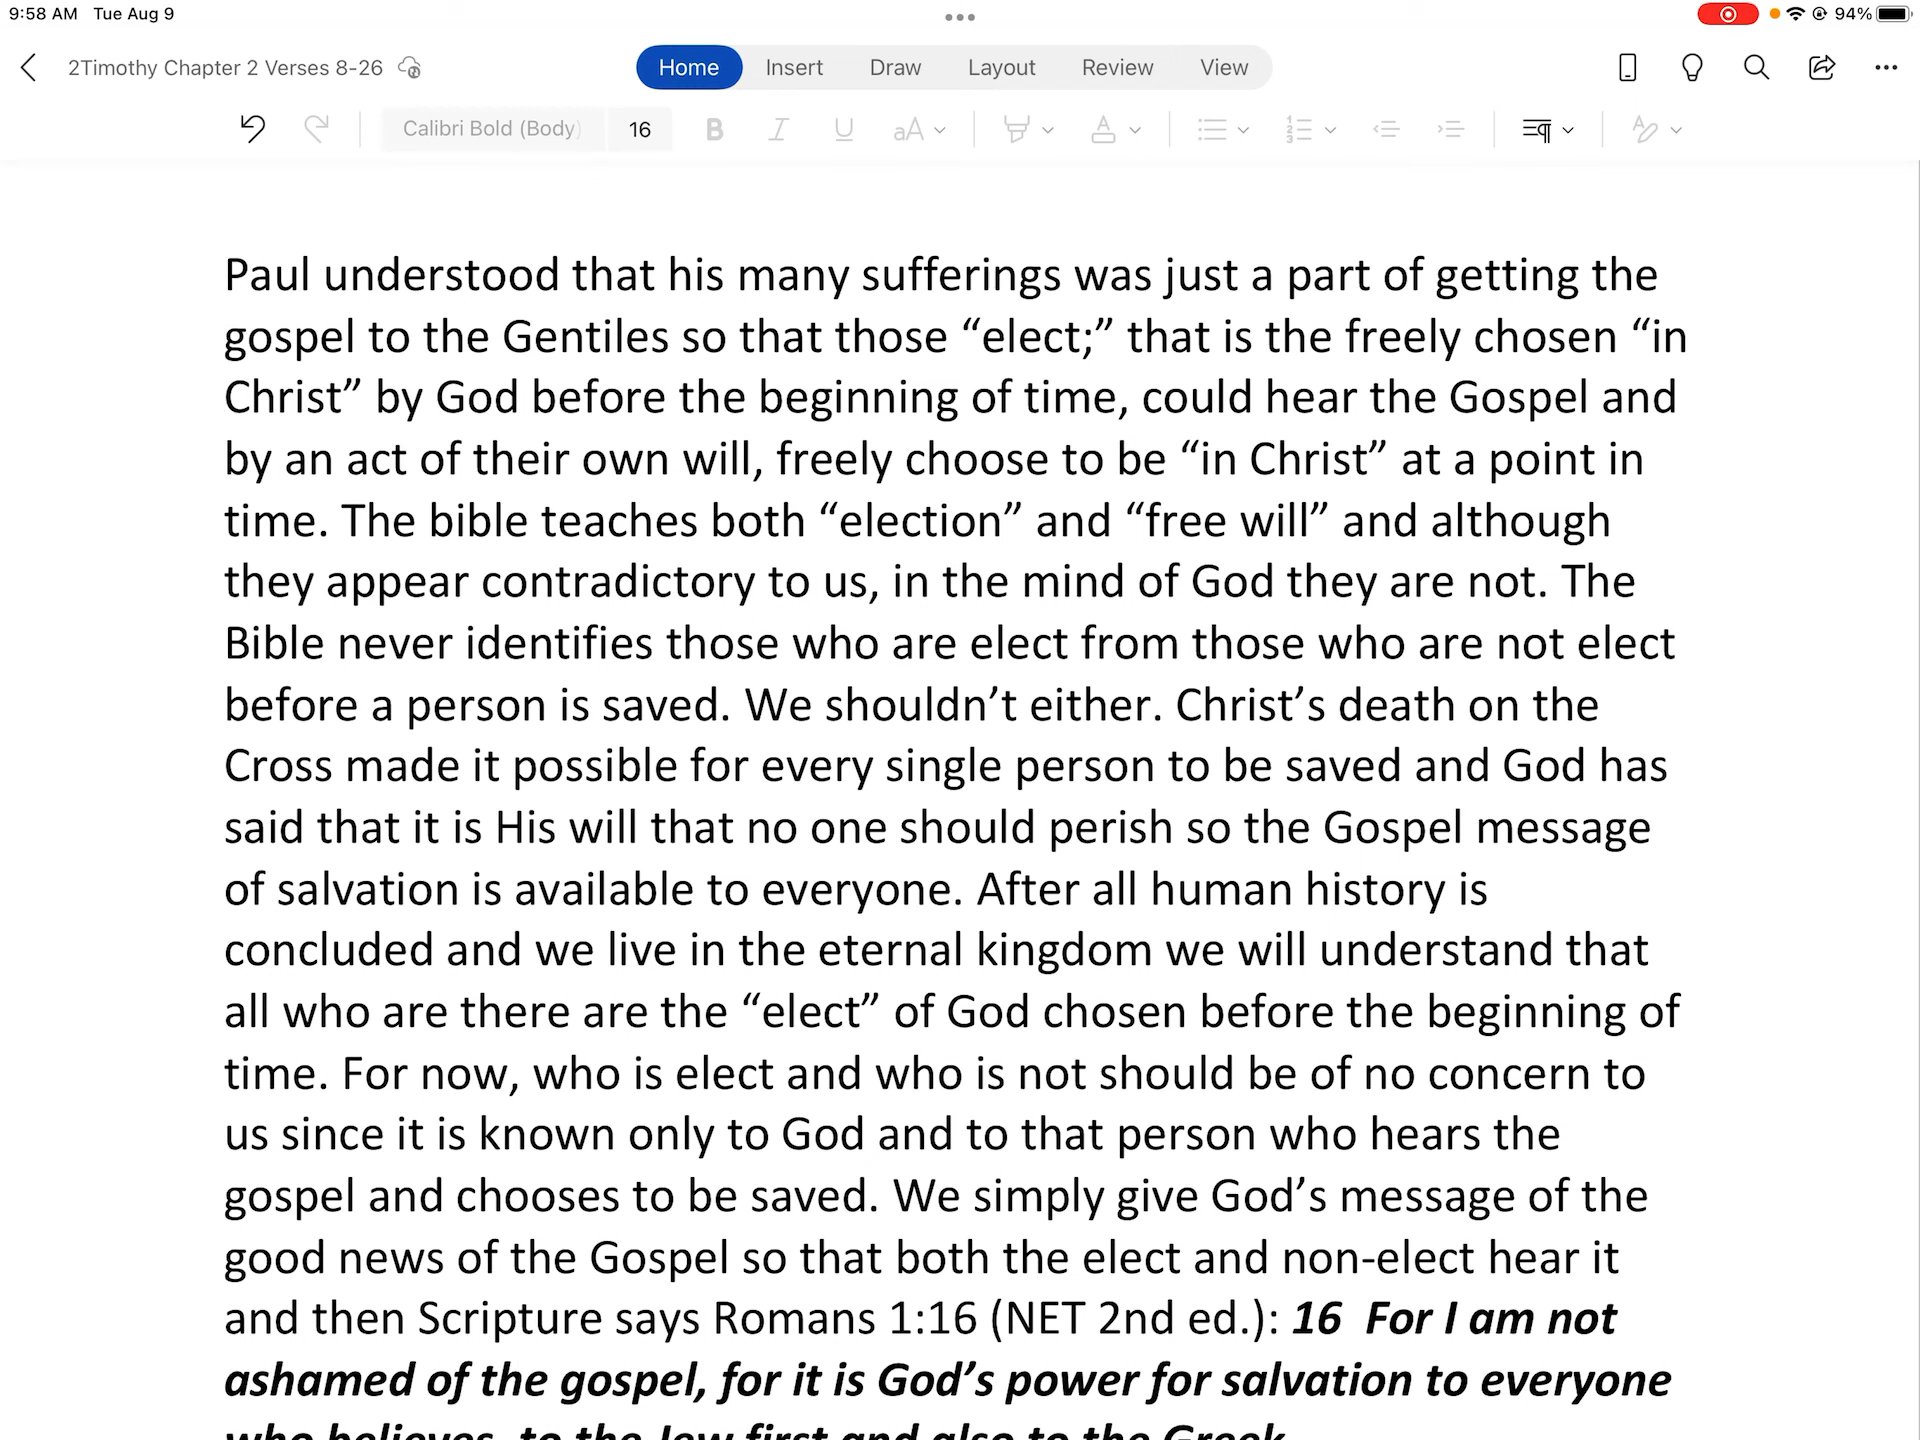 9:58 AM Tue Aug 9
94%
2Timothy Chapter 2 Verses 8-26
Home Insert Draw Layout Review View
Calibri Bold (Body) 16 B I U aA A
Paul understood that his many sufferings was just a part of getting the
gospel to the Gentiles so that those “elect;” that is the freely chosen “in
Christ” by God before the beginning of time, could hear the Gospel and
by an act of their own will, freely choose to be “in Christ” at a point in
time. The bible teaches both “election” and “free will” and although
they appear contradictory to us, in the mind of God they are not. The
Bible never identifies those who are elect from those who are not elect
before a person is saved. We shouldn’t either. Christ’s death on the
Cross made it possible for every single person to be saved and God has
said that it is His will that no one should perish so the Gospel message
of salvation is available to everyone. After all human history is
concluded and we live in the eternal kingdom we will understand that
all who are there are the “elect” of God chosen before the beginning of
time. For now, who is elect and who is not should be of no concern to
us since it is known only to God and to that person who hears the
gospel and chooses to be saved. We simply give God’s message of the
good news of the Gospel so that both the elect and non-elect hear it
and then Scripture says Romans 1:16 (NET 2nd ed.): 16 For I am not
ashamed of the gospel, for it is God’s power for salvation to everyone
who believes, to the Jew first and also to the Greek